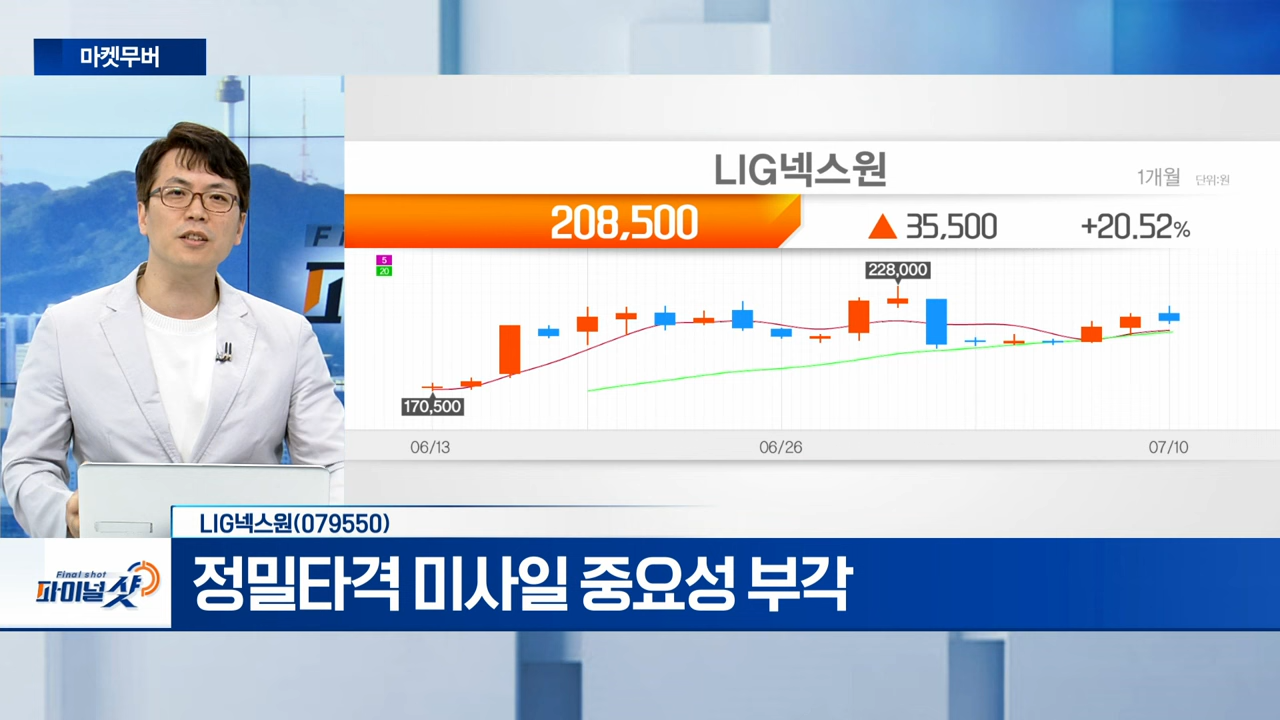 마켓무버
LIG넥스원
1개월 단위:원
208,500 ▲ 35,500 +20.52%
5
20
228,000
170,500
06/13 06/26 07/10
LIG넥스원(079550)
Final shot
파이널샷
정밀타격 미사일 중요성 부각